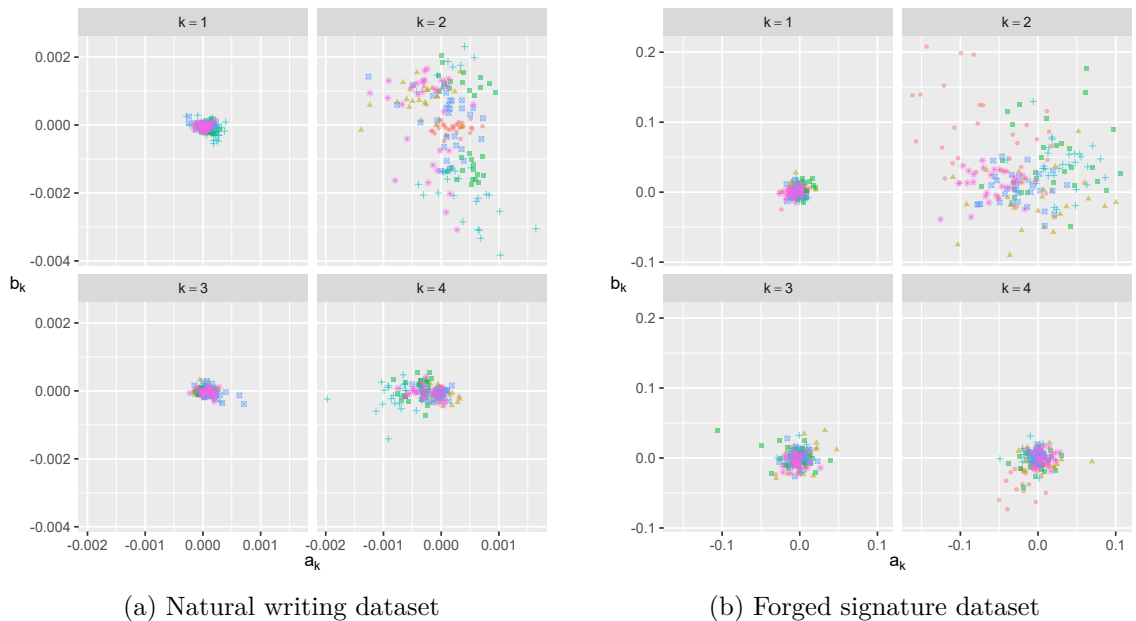 k = 1
k = 2
k = 1
k = 2
0.002
0.000
-0.002
-0.004
0.2
0.1
0.0
-0.1
b_k
b_k
k = 3
k = 4
k = 3
k = 4
0.002
0.000
-0.002
-0.004
0.2
0.1
0.0
-0.1
-0.002 -0.001 0.000 0.001 -0.002 -0.001 0.000 0.001
-0.1 0.0 0.1 -0.1 0.0 0.1
a_k
a_k
(a) Natural writing dataset
(b) Forged signature dataset